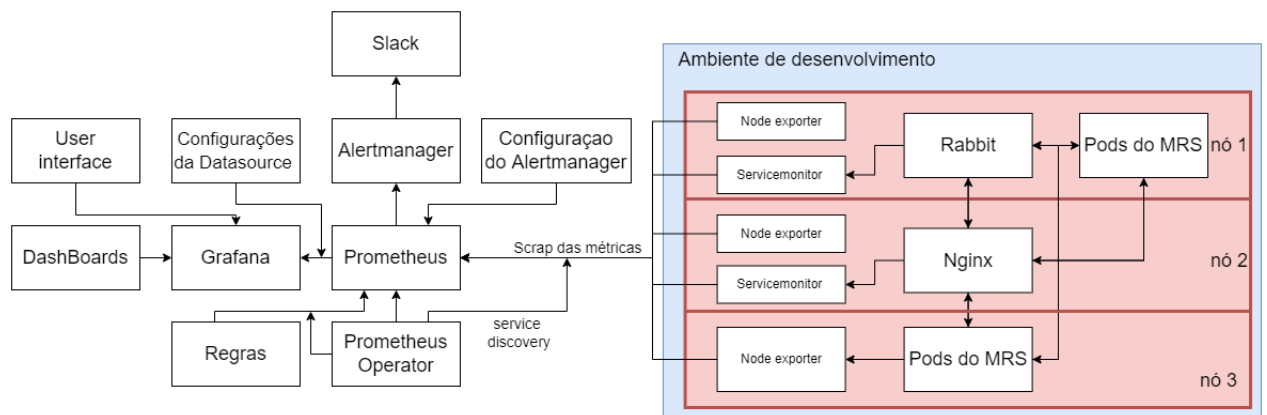 Slack
Ambiente de desenvolvimento
User
interface
Configurações
da Datasource
Alertmanager
Configuraçao
do Alertmanager
Node exporter
Servicemonitor
Rabbit
Pods do MRS
nó 1
DashBoards
Grafana
Prometheus
Scrap das métricas
Node exporter
Servicemonitor
Nginx
nó 2
Regras
Prometheus
Operator
service
discovery
Node exporter
Pods do MRS
nó 3